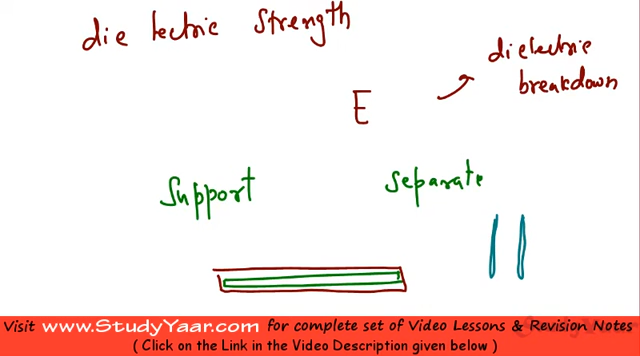 die lectric strength
dielectric
breakdown
E
Support
Separate
Visit www.StudyYaar.com for complete set of Video Lessons & Revision Notes
( Click on the Link in the Video Description given below )